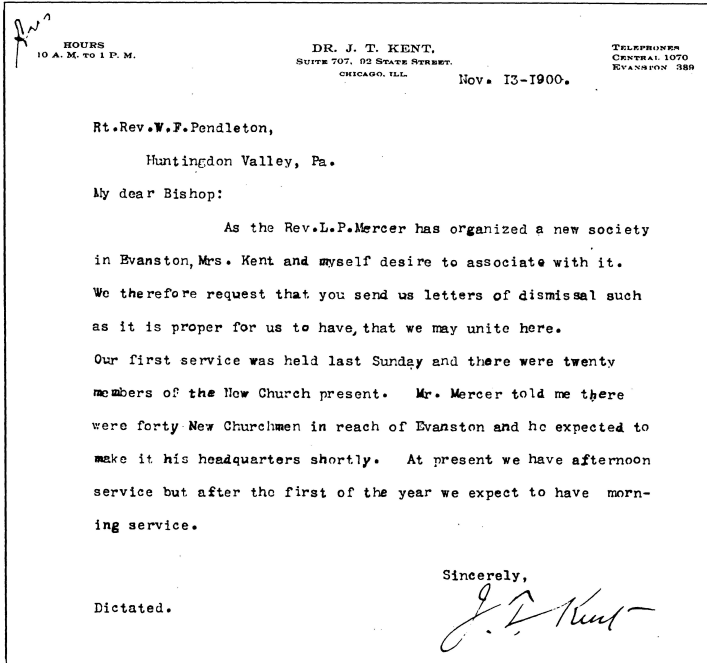 HOURS
10 A. M. TO 1 P. M.
DR. J. T. KENT,
SUITE 707, 92 STATE STREET.
CHICAGO, ILL.
TELEPHONES
CENTRAL 1070
EVANSTON 389
Nov. 13-1900.
Rt.Rev.W.F.Pendleton,
Huntingdon Valley, Pa.
My dear Bishop:
As the Rev.L.P.Mercer has organized a new society
in Evanston,Mrs. Kent and myself desire to associate with it.
We therefore request that you send us letters of dismissal such
as it is proper for us to have, that we may unite here.
Our first service was held last Sunday and there were twenty
members of the New Church present. Mr. Mercer told me there
were forty New Churchmen in reach of Evanston and he expected to
make it his headquarters shortly. At present we have afternoon
service but after the first of the year we expect to have morn-
ing service.
Sincerely,
J. T. Kent
Dictated.